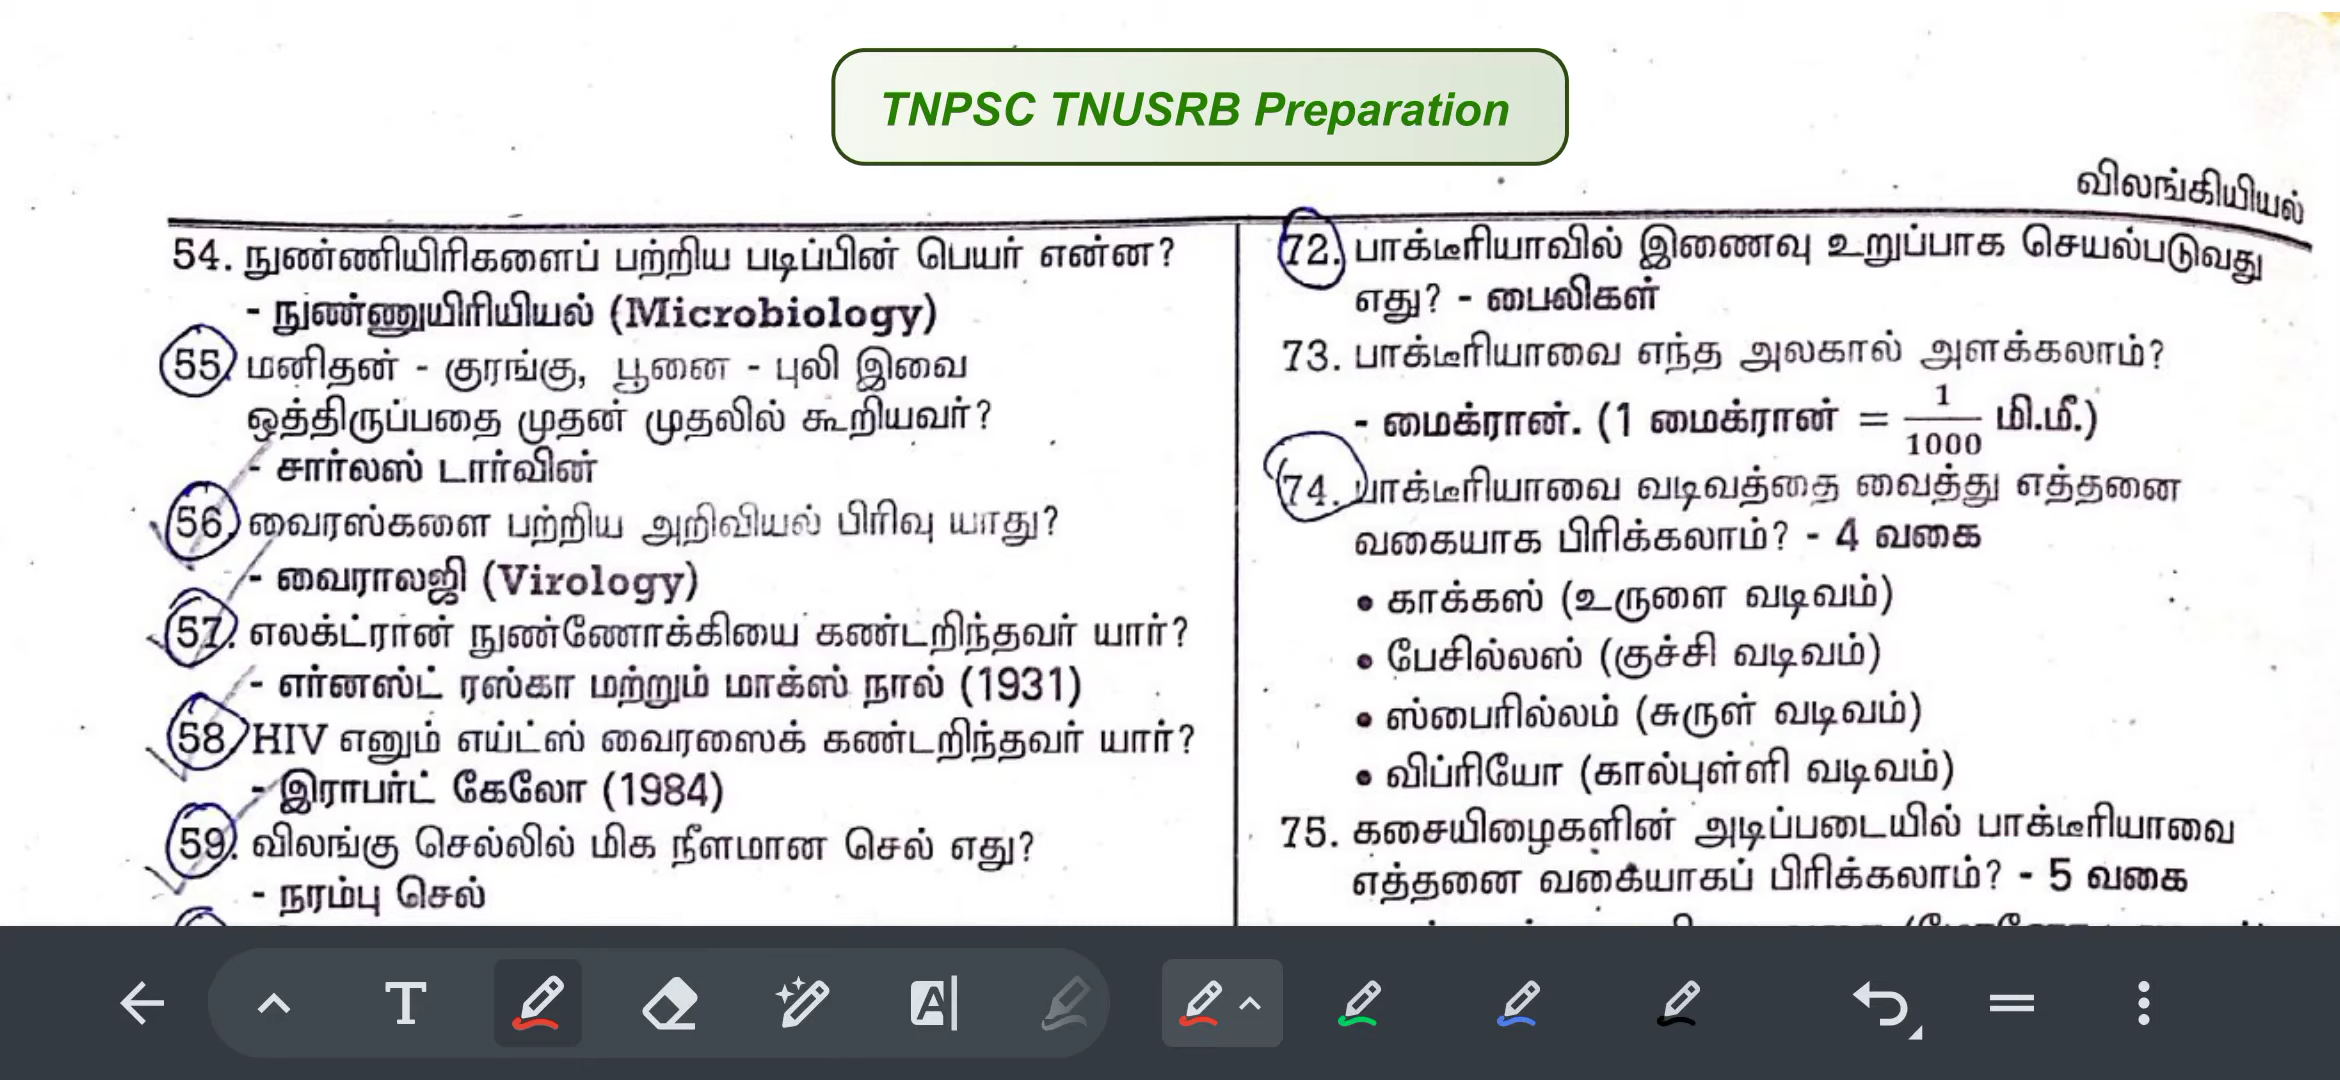 TNPSC TNUSRB Preparation
விலங்கியியல்
54. நுண்ணியிரிகளைப் பற்றிய படிப்பின் பெயர் என்ன?
- நுண்ணுயிரியியல் (Microbiology)
55. மனிதன் - குரங்கு, பூனை - புலி இவை
ஒத்திருப்பதை முதன் முதலில் கூறியவர்?
- சார்லஸ் டார்வின்
56. வைரஸ்களை பற்றிய அறிவியல் பிரிவு யாது?
- வைராலஜி (Virology)
57. எலக்ட்ரான் நுண்ணோக்கியை கண்டறிந்தவர் யார்?
- எர்னஸ்ட் ரஸ்கா மற்றும் மாக்ஸ் நால் (1931)
58. HIV எனும் எய்ட்ஸ் வைரஸைக் கண்டறிந்தவர் யார்?
- இராபர்ட் கேலோ (1984)
59. விலங்கு செல்லில் மிக நீளமான செல் எது?
- நரம்பு செல்
72. பாக்டீரியாவில் இணைவு உறுப்பாக செயல்படுவது
எது? - பைலிகள்
73. பாக்டீரியாவை எந்த அலகால் அளக்கலாம்?
- மைக்ரான். (1 மைக்ரான் = 1/1000 மி.மீ.)
74. பாக்டீரியாவை வடிவத்தை வைத்து எத்தனை
வகையாக பிரிக்கலாம்? - 4 வகை
• காக்கஸ் (உருளை வடிவம்)
• பேசில்லஸ் (குச்சி வடிவம்)
• ஸ்பைரில்லம் (சுருள் வடிவம்)
• விப்ரியோ (கால்புள்ளி வடிவம்)
75. கசையிழைகளின் அடிப்படையில் பாக்டீரியாவை
எத்தனை வகையாகப் பிரிக்கலாம்? - 5 வகை